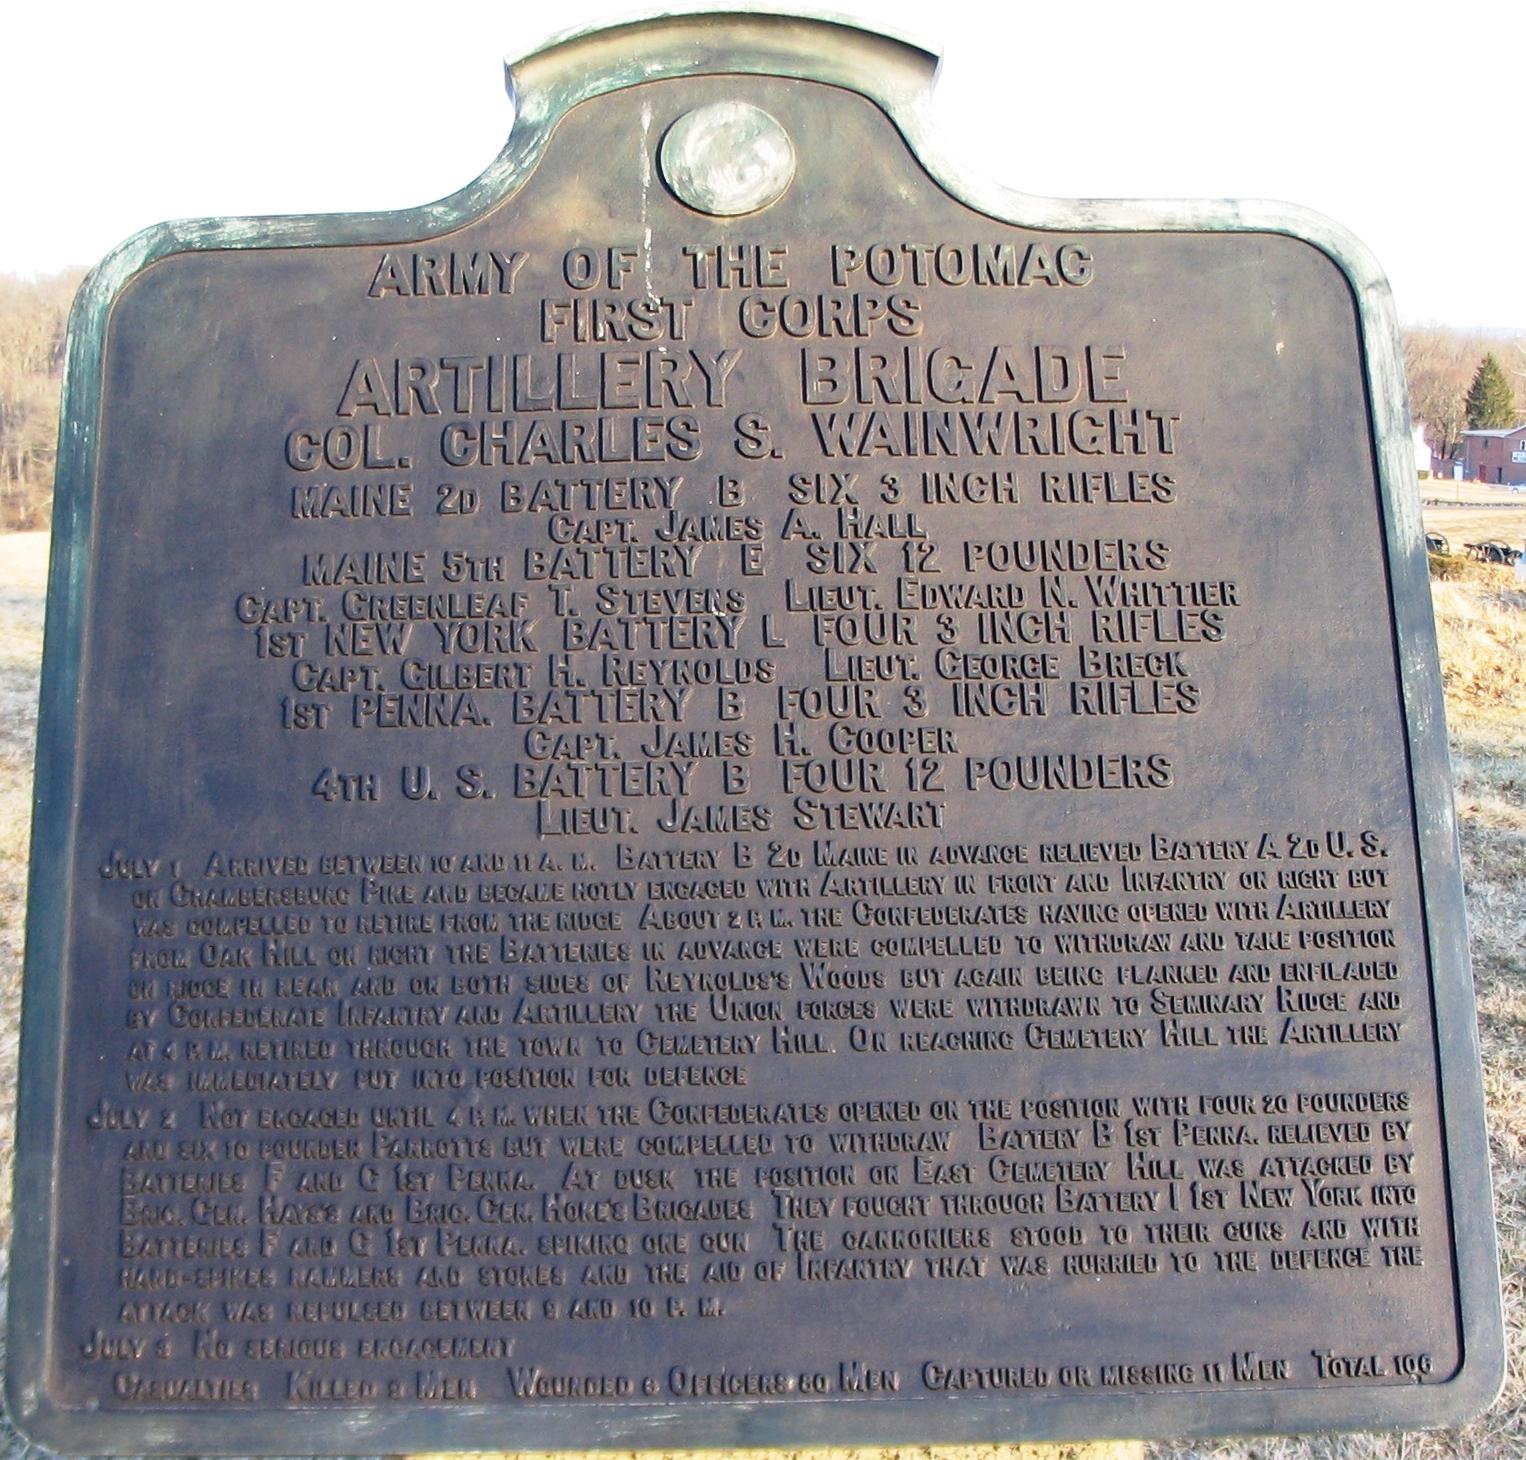 ARMY OF THE POTOMAC
FIRST CORPS
ARTILLERY BRIGADE
COL. CHARLES S. WAINWRIGHT
MAINE 2D BATTERY B SIX 3 INCH RIFLES
CAPT. JAMES A. HALL
MAINE 5TH BATTERY E SIX 12 POUNDERS
CAPT. GREENLEAF T. STEVENS LIEUT. EDWARD N. WHITTIER
1ST NEW YORK BATTERY L FOUR 3 INCH RIFLES
CAPT. GILBERT H. REYNOLDS LIEUT. GEORGE BRECK
1ST PENNA. BATTERY B FOUR 3 INCH RIFLES
CAPT. JAMES H. COOPER
4TH U. S. BATTERY B FOUR 12 POUNDERS
LIEUT. JAMES STEWART
JULY 1 ARRIVED BETWEEN 10 AND 11 A. M. BATTERY B 2D MAINE IN ADVANCE RELIEVED BATTERY A 2D U. S.
ON CHAMBERSBURG PIKE AND BECAME HOTLY ENGAGED WITH ARTILLERY IN FRONT AND INFANTRY ON RIGHT BUT
WAS COMPELLED TO RETIRE FROM THE RIDGE ABOUT 2 P. M. THE CONFEDERATES HAVING OPENED WITH ARTILLERY
FROM OAK HILL ON RIGHT THE BATTERIES IN ADVANCE WERE COMPELLED TO WITHDRAW AND TAKE POSITION
ON RIDGE IN REAR AND ON BOTH SIDES OF REYNOLDS'S WOODS BUT AGAIN BEING FLANKED AND ENFILADED
BY CONFEDERATE INFANTRY AND ARTILLERY THE UNION FORCES WERE WITHDRAWN TO SEMINARY RIDGE AND
AT 4 P. M. RETIRED THROUGH THE TOWN TO CEMETERY HILL. ON REACHING CEMETERY HILL THE ARTILLERY
WAS IMMEDIATELY PUT INTO POSITION FOR DEFENCE
JULY 2 NOT ENGAGED UNTIL 4 P. M. WHEN THE CONFEDERATES OPENED ON THE POSITION WITH FOUR 20 POUNDERS
AND SIX 10 POUNDER PARROTTS BUT WERE COMPELLED TO WITHDRAW BATTERY B 1ST PENNA. RELIEVED BY
BATTERIES F AND G 1ST PENNA. AT DUSK THE POSITION ON EAST CEMETERY HILL WAS ATTACKED BY
BRIG. GEN. HAYS'S AND BRIG. GEN. HOKE'S BRIGADES THEY FOUGHT THROUGH BATTERY I 1ST NEW YORK INTO
BATTERIES F AND G 1ST PENNA. SPIKING ONE GUN THE CANNONIERS STOOD TO THEIR GUNS AND WITH
HAND-SPIKES RAMMERS AND STONES AND THE AID OF INFANTRY THAT WAS HURRIED TO THE DEFENCE THE
ATTACK WAS REPULSED BETWEEN 9 AND 10 P. M.
JULY 3 NO SERIOUS ENGAGEMENT
CASUALTIES KILLED 9 MEN WOUNDED 6 OFFICERS 80 MEN CAPTURED OR MISSING 11 MEN TOTAL 106